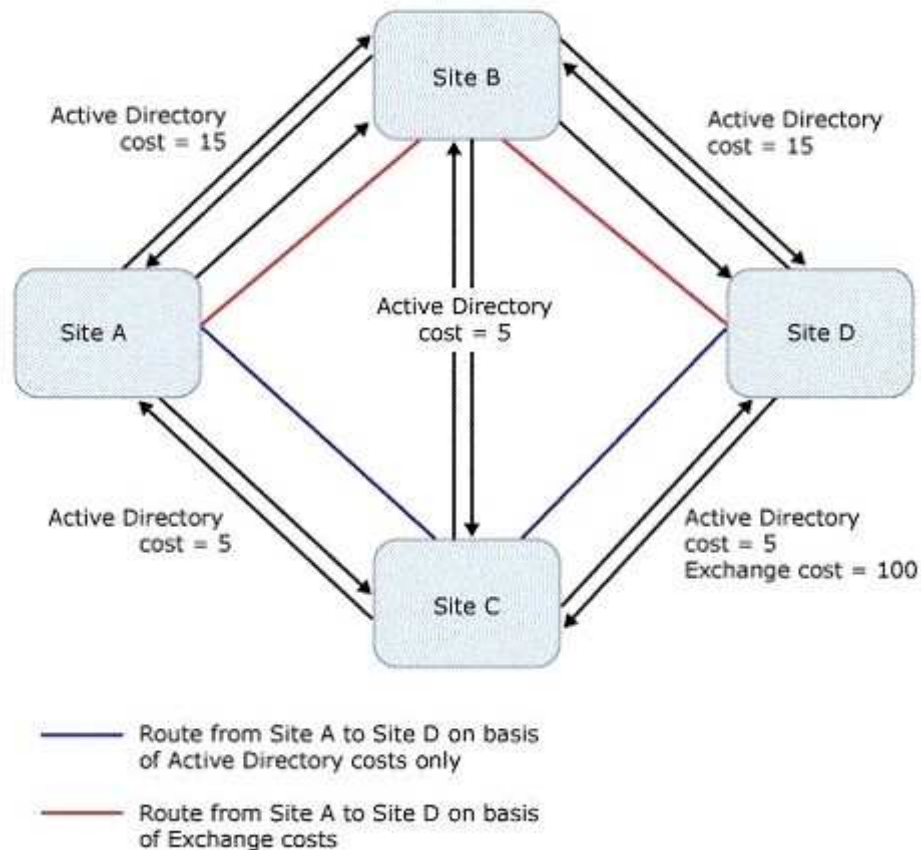 Site B
Active Directory
cost = 15
Active Directory
cost = 15
Site A
Active Directory
cost = 5
Site D
Active Directory
cost = 5
Site C
Active Directory
cost = 5
Exchange cost = 100
Route from Site A to Site D on basis
of Active Directory costs only
Route from Site A to Site D on basis
of Exchange costs